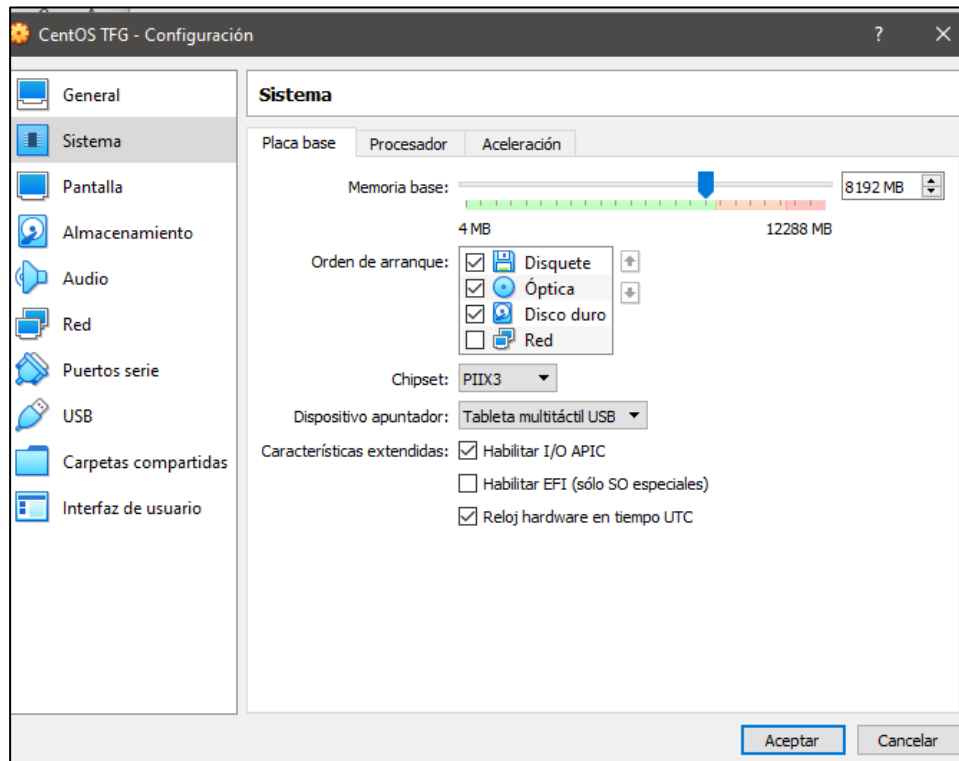 CentOS TFG - Configuración ?
General
Sistema
Pantalla
Almacenamiento
Audio
Red
Puertos serie
USB
Carpetas compartidas
Interfaz de usuario
Sistema
Placa base Procesador Aceleración
Memoria base: 8192 MB
4 MB 12288 MB
Orden de arranque: Disquete
Óptica
Disco duro
Red
Chipset: PIIX3
Dispositivo apuntador: Tableta multitáctil USB
Características extendidas: Habilitar I/O APIC
Habilitar EFI (sólo SO especiales)
Reloj hardware en tiempo UTC
Aceptar Cancelar